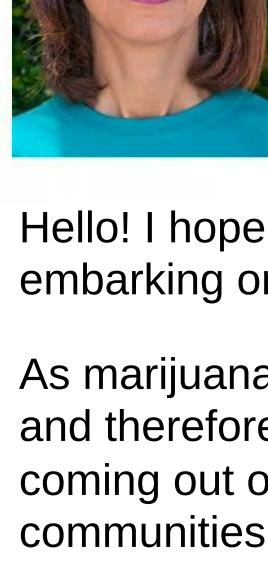 Hello! I hope
embarking
As marijuana
and therefore
coming out
communities